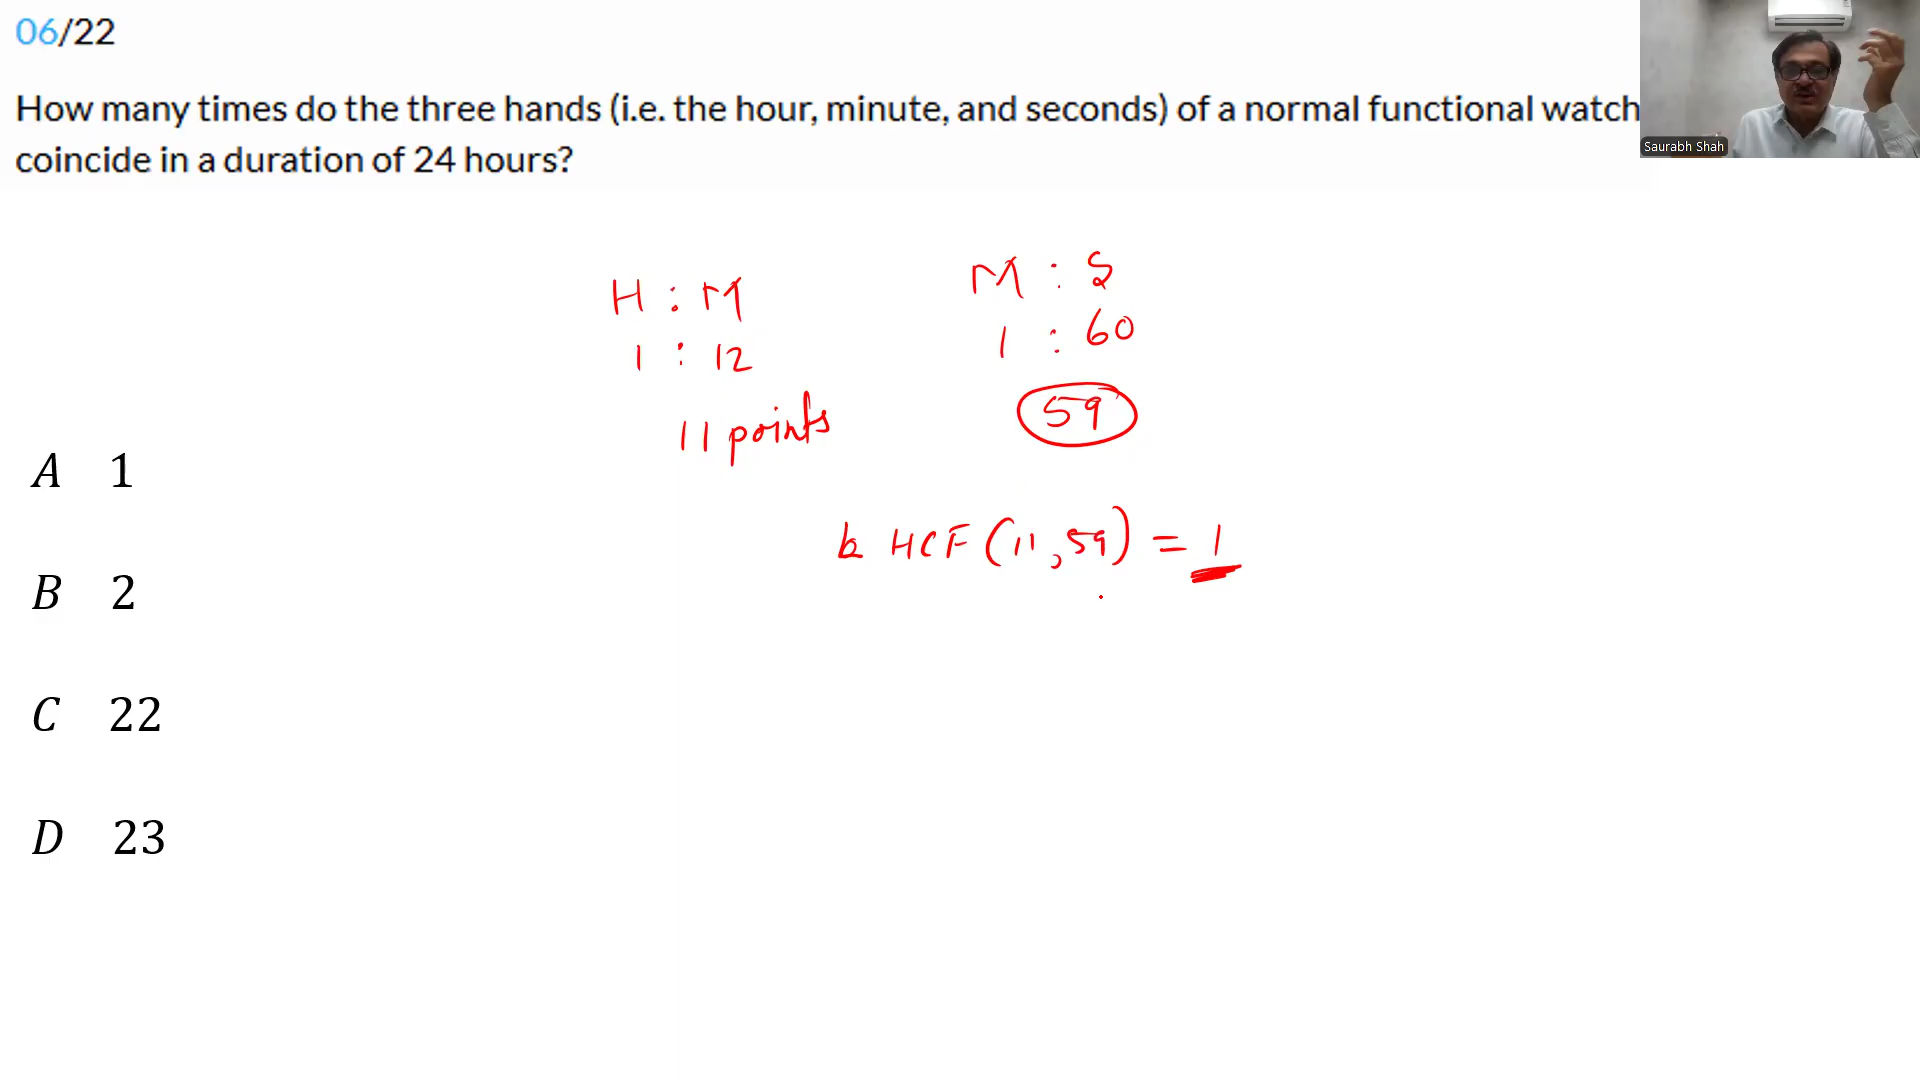 06/22
How many times do the three hands (i.e. the hour, minute, and seconds) of a normal functional watch
coincide in a duration of 24 hours?
Saurabh Shah
H : M
1 : 12
11 points
M : S
1 : 60
59
k HCF (11, 59) = 1
A 1
B 2
C 22
D 23